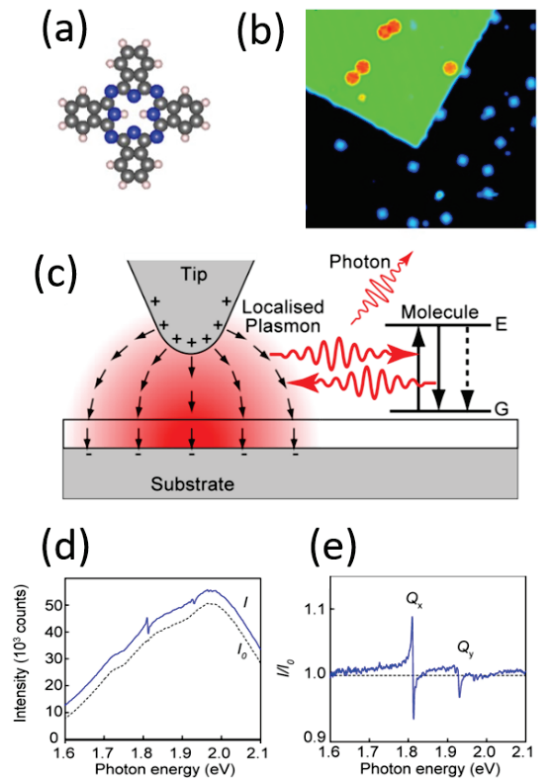 (a)
(b)
(c)
Tip
+ + + + + + +
Localised
Plasmon
Photon
Molecule
E
G
- - - - -
Substrate
(d)
Intensity (10³ counts)
50
40
30
20
10
0
I
I₀
1.6 1.7 1.8 1.9 2.0 2.1
Photon energy (eV)
(e)
I/I₀
1.1
1.0
0.9
Qₓ
Qᵧ
1.6 1.7 1.8 1.9 2.0 2.1
Photon energy (eV)